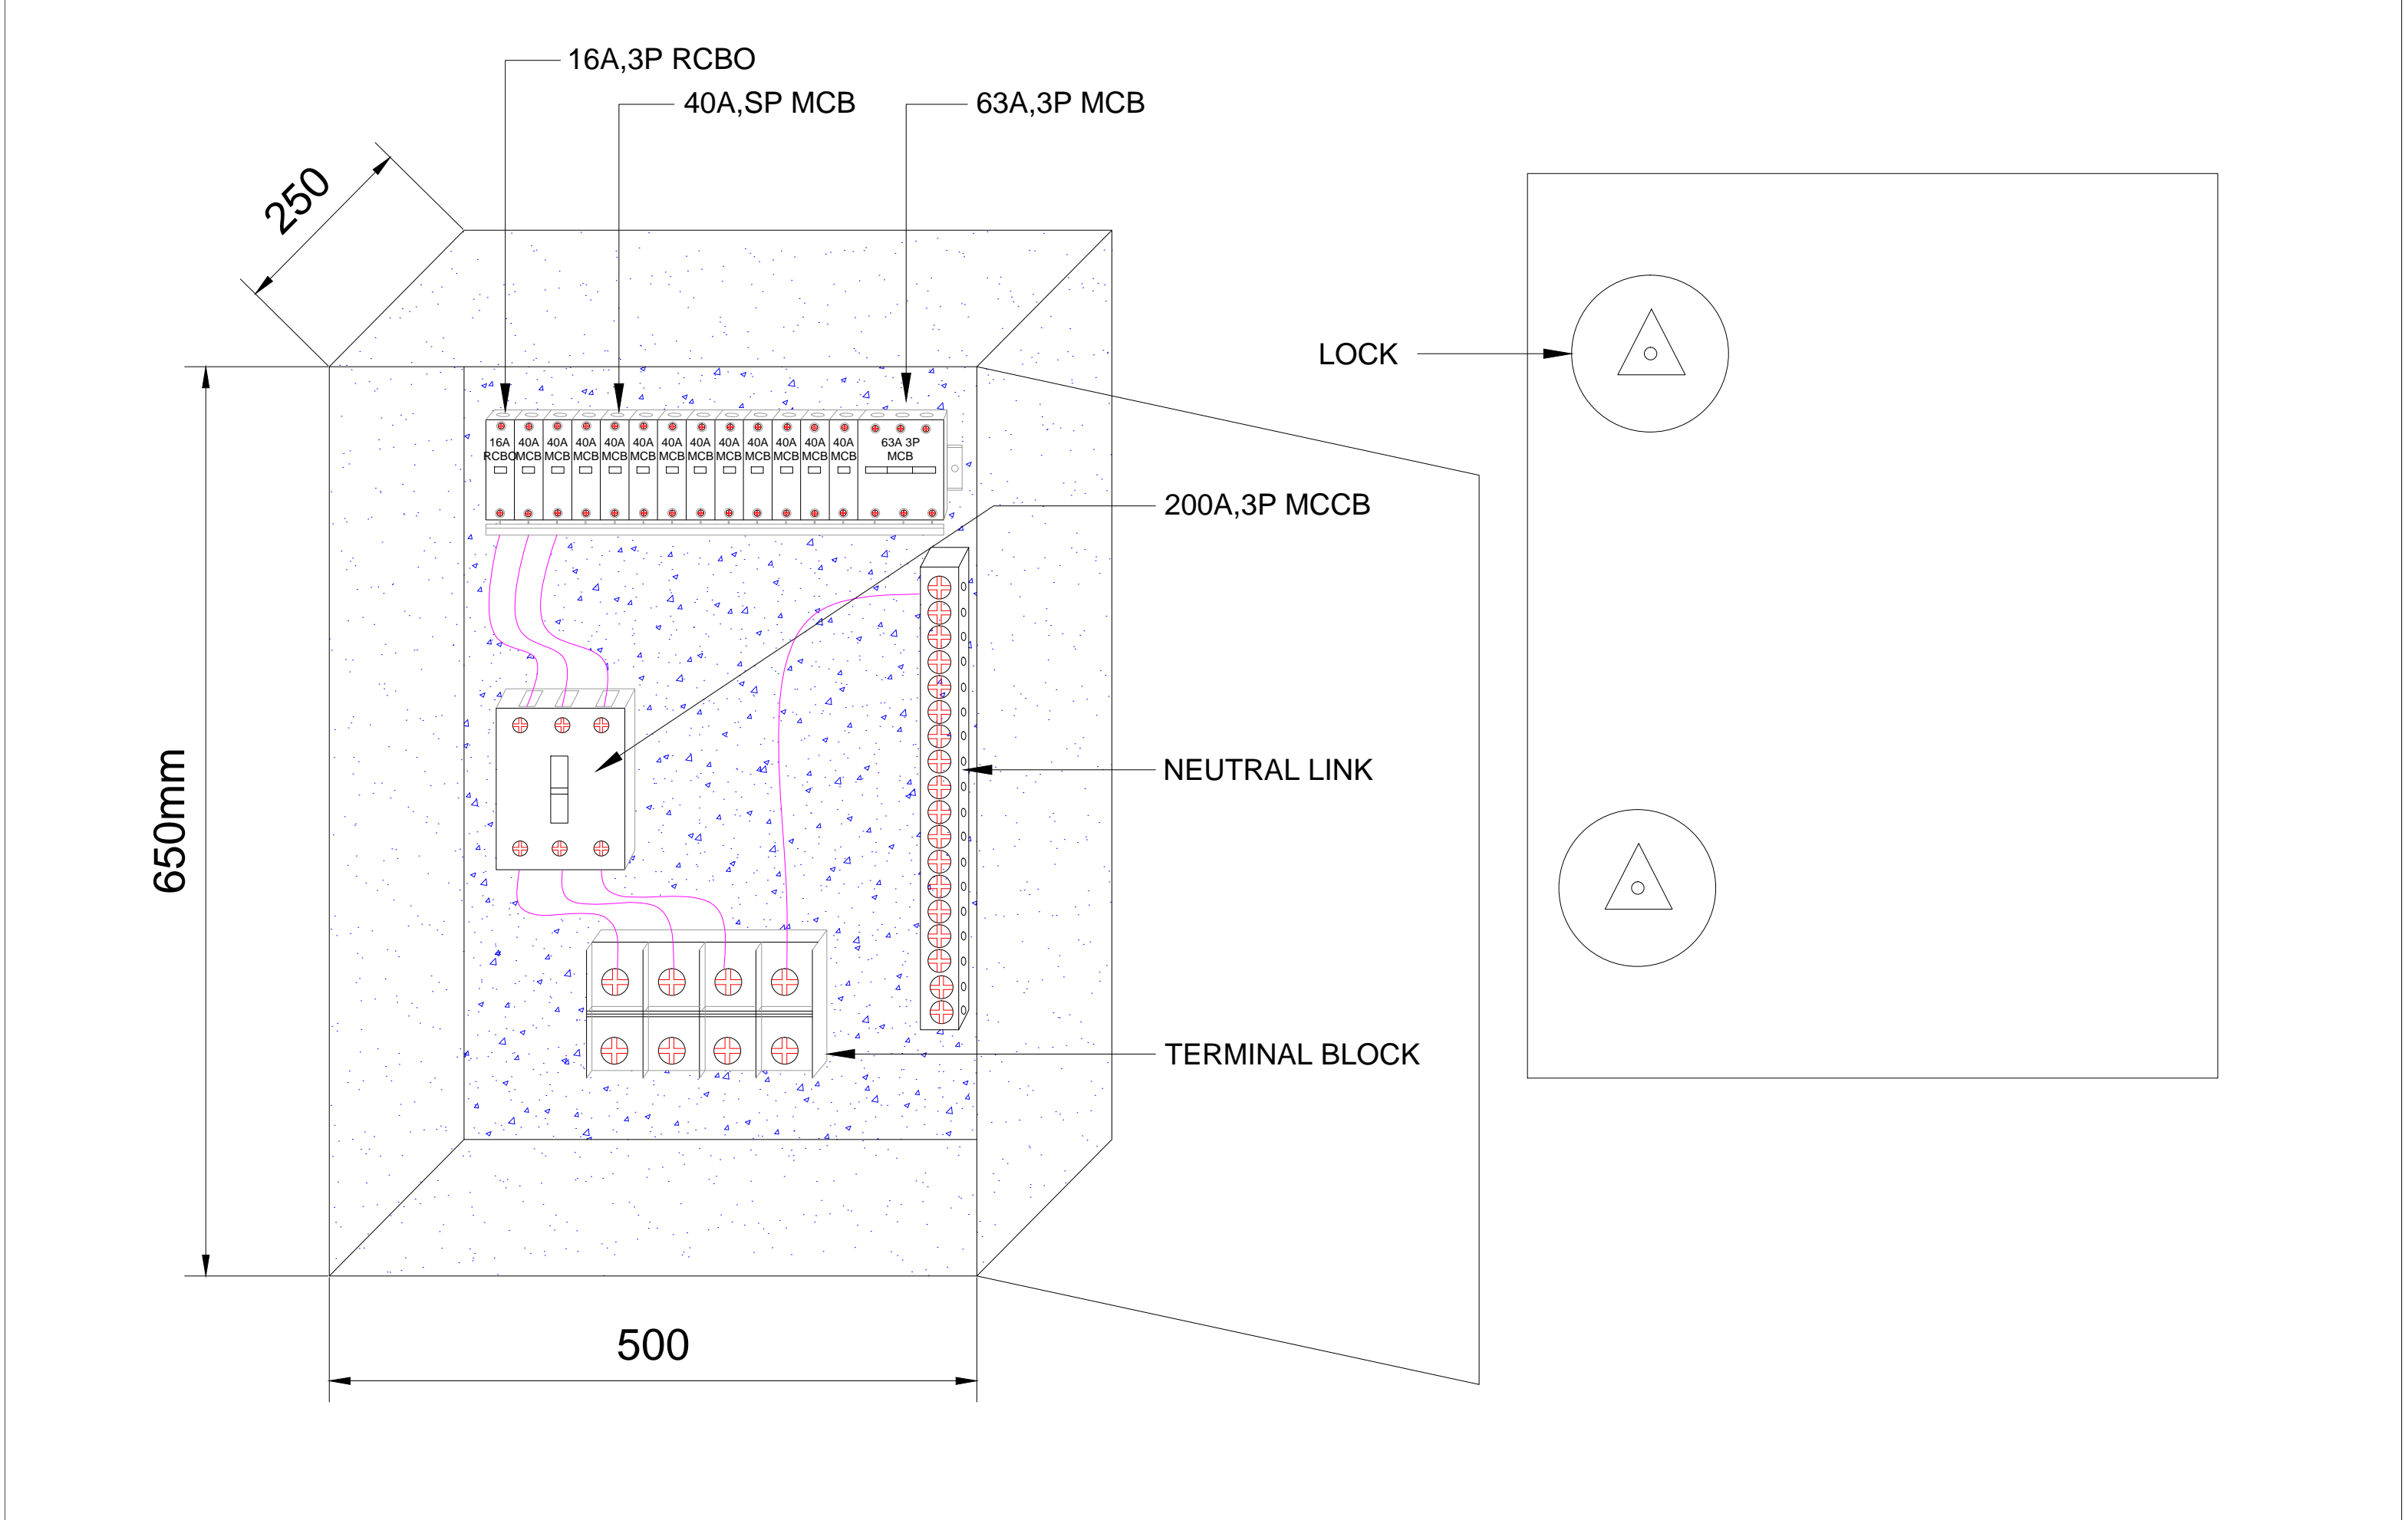 16A,3P RCBO
40A,SP MCB
63A,3P MCB
250
LOCK
16A 40A 40A 40A 40A 40A 40A 40A 40A 40A 40A 40A 40A 63A 3P
RCBO MCB MCB MCB MCB MCB MCB MCB MCB MCB MCB MCB MCB MCB
200A,3P MCCB
650mm
NEUTRAL LINK
TERMINAL BLOCK
500